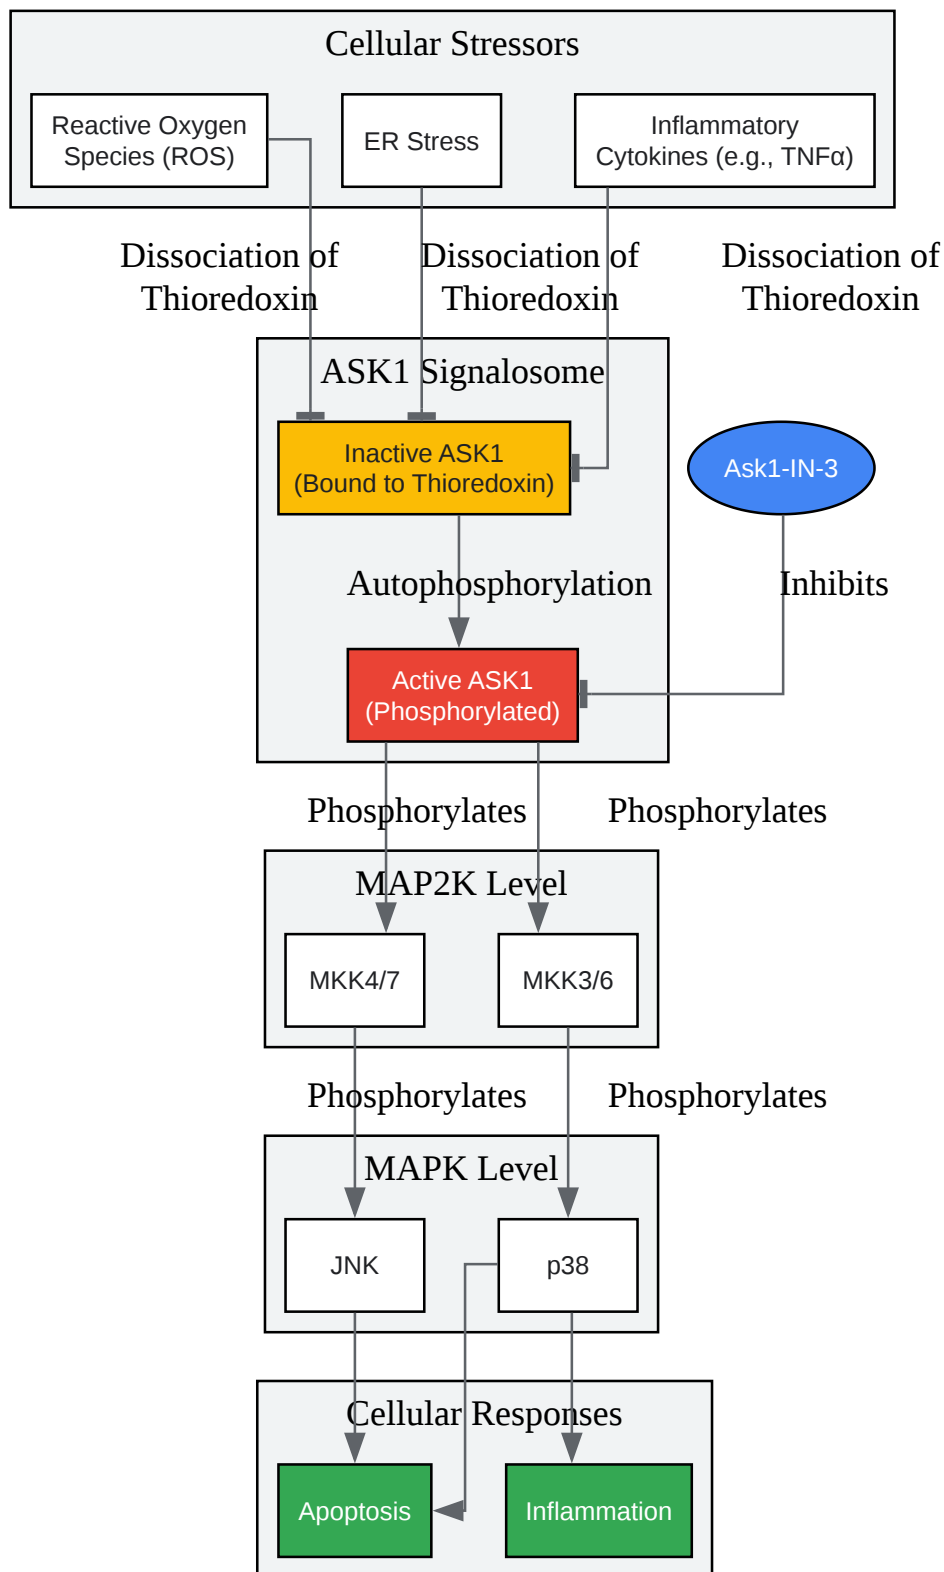 Cellular Stressors
Reactive Oxygen
Species (ROS)
ER Stress
Inflammatory
Cytokines (e.g., TNFα)
Dissociation of
Thioredoxin
Dissociation of
Thioredoxin
Dissociation of
Thioredoxin
ASK1 Signalosome
Inactive ASK1
(Bound to Thioredoxin)
Ask1-IN-3
Autophosphorylation
Inhibits
Active ASK1
(Phosphorylated)
Phosphorylates
Phosphorylates
MAP2K Level
MKK4/7
MKK3/6
Phosphorylates
Phosphorylates
MAPK Level
JNK
p38
Cellular Responses
Apoptosis
Inflammation